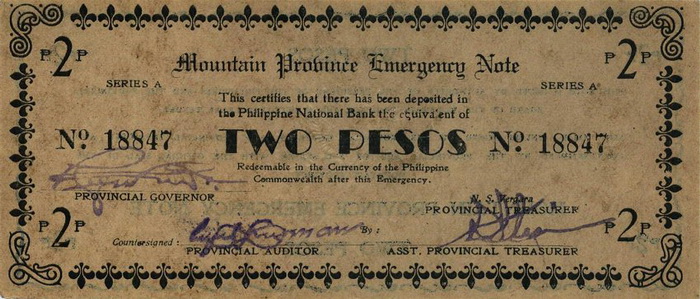 ₱2₱ ₱2₱
Mountain Province Emergency Note
SERIES A SERIES A
This certifies that there has been deposited in
the Philippine National Bank the equivalent of
No. 18847 TWO PESOS No. 18847
Redeemable in the Currency of the Philippine
Commonwealth after this Emergency.
PROVINCIAL GOVERNOR
N. S. Ventura
PROVINCIAL TREASURER
₱2₱ ₱2₱
Countersigned: By:
PROVINCIAL AUDITOR ASST. PROVINCIAL TREASURER